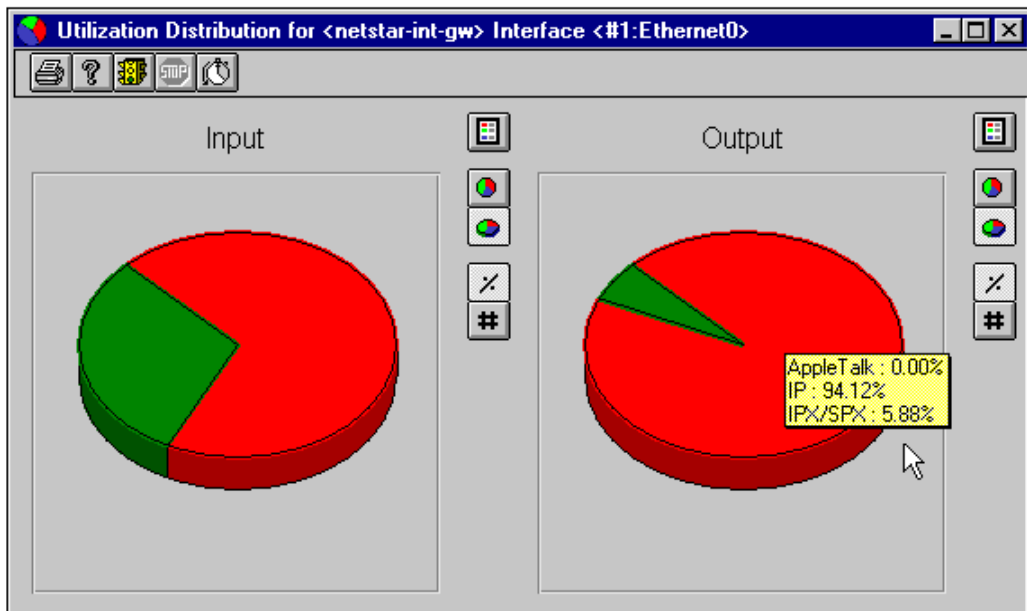 Utilization Distribution for <netstar-int-gw> Interface <#1:Ethernet0>
STOP
Input
Output
%
#
%
#
AppleTalk : 0.00%
IP : 94.12%
IPX/SPX : 5.88%